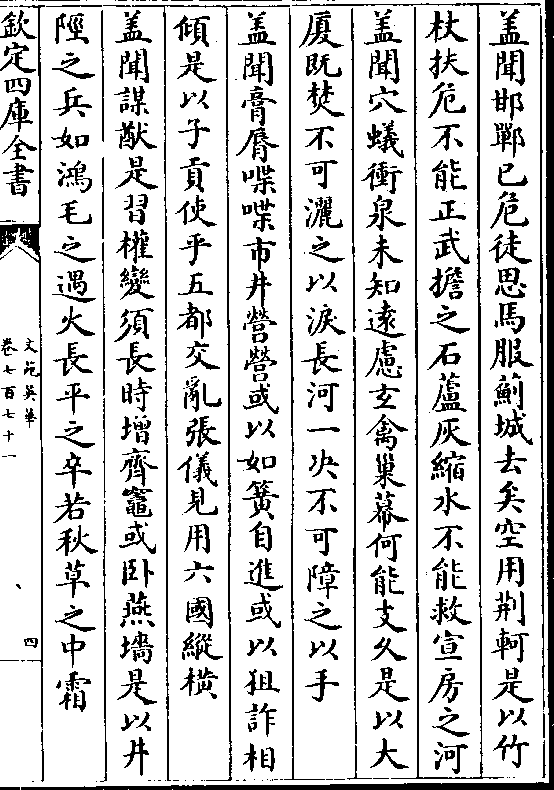 盖聞邯鄲已危徒思馬服薊城去矣空用荆軻是以竹
杖扶危不能正武擔之石蘆灰縮水不能救宣房之河
盖聞穴蟻衝泉未知遠慮玄禽巢幕何能支久是以大
厦既焚不可灑之以淚長河一决不可障之以手
盖聞膏脣喋喋市井營營或以如簧自進或以狙詐相
傾是以子貢使乎五都交亂張儀見用六國縱横
盖聞謀猷是習權變須長時增齊竈或卧燕墻是以井
陘之兵如鴻毛之遇火長平之卒若秋草之中霜
欽定四庫全書
文苑英華
卷七百七十一
四